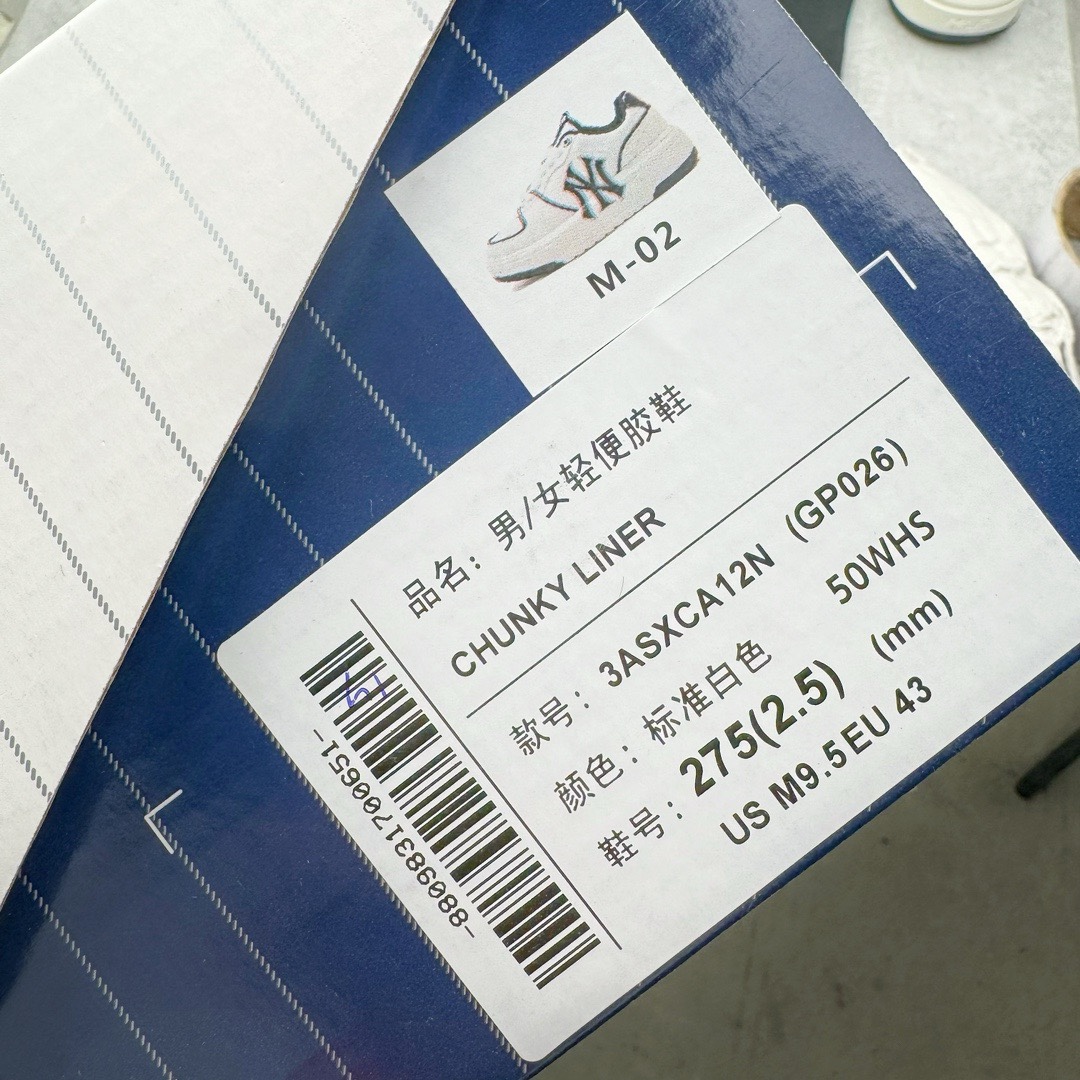 NY
M-02
品名：男/女轻便胶鞋
CHUNKY LINER
款号：3ASXCA12N (GP026)
颜色：标准白色 50WHS
鞋号：275(2.5) (mm)
US M9.5 EU 43
-8809831700651-